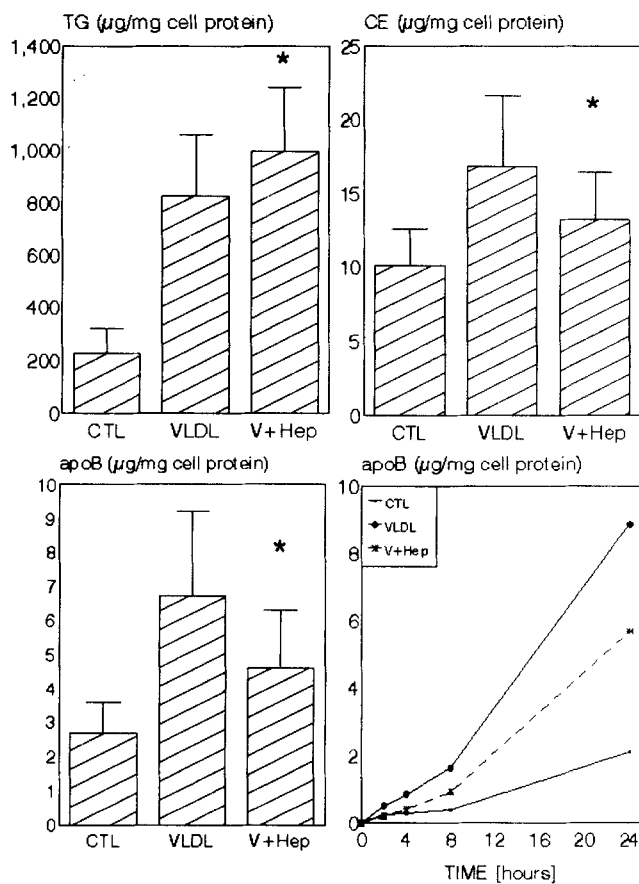 TG (µg/mg cell protein)
1,400
1,200
1,000
800
600
400
200
0
*
CTL VLDL V+Hep
CE (µg/mg cell protein)
25
20
15
10
5
0
*
CTL VLDL V+Hep
apoB (µg/mg cell protein)
10
9
8
7
6
5
4
3
2
1
0
*
CTL VLDL V+Hep
apoB (µg/mg cell protein)
10
8
6
4
2
0
CTL
VLDL
V+Hep
0 4 8 12 16 20 24
TIME [hours]